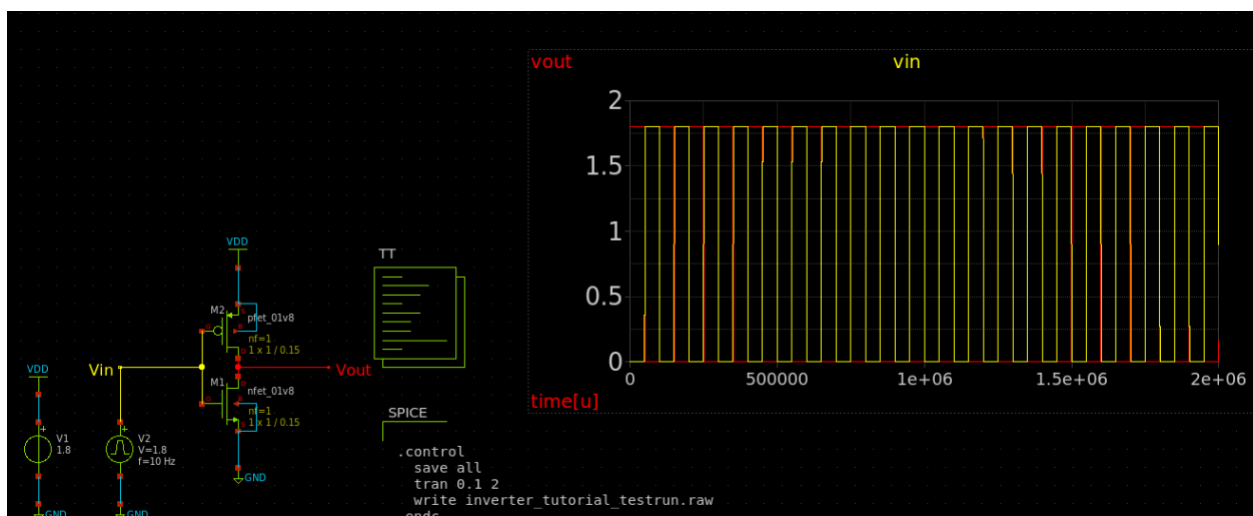 vout
vin
2
1.5
1
0.5
0
0 500000 1e+06 1.5e+06 2e+06
time[u]
VDD
M2
pfet_01v8
nf=1
1 x 1 / 0.15
Vin
Vout
M1
nfet_01v8
nf=1
1 x 1 / 0.15
GND
VDD
V1
1.8
GND
V2
V=1.8
f=10 Hz
GND
TT
SPICE
.control
save all
tran 0.1 2
write inverter_tutorial_testrun.raw
.endc